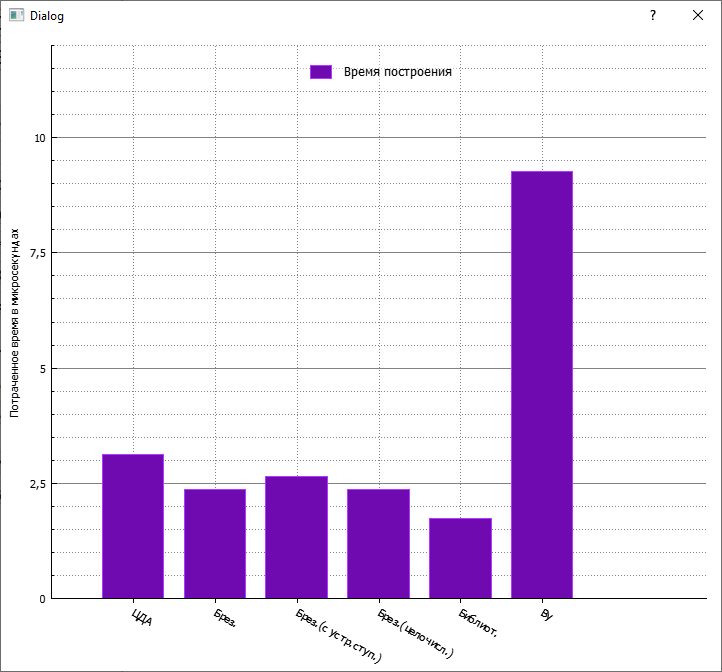 Dialog
?
Время построения
Потраченное время в микросекундах
10
7,5
5
2,5
0
ЦДА
Брез.
Брез.(с устр.ступ.)
Брез.(целочисл.)
Библиот.
Ву